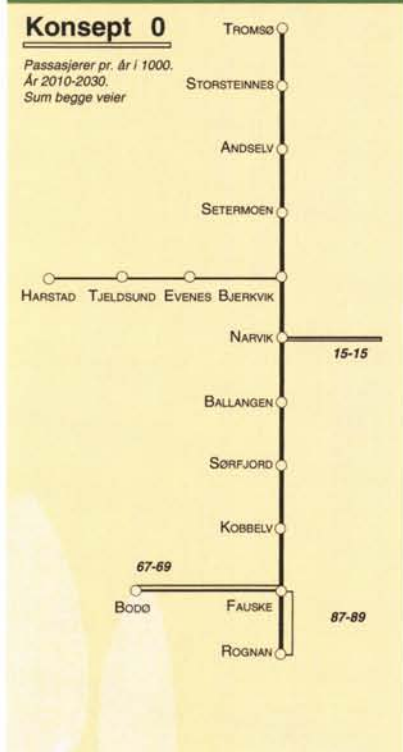 Konsept 0
Passasjerer pr. år i 1000.
År 2010-2030.
Sum begge veier
TROMSØ
STORSTEINNES
ANDSELV
SETERMOEN
HARSTAD TJELDSUND EVENES BJERKVIK
NARVIK
15-15
BALLANGEN
SØRFJORD
KOBBELV
67-69
BODØ FAUSKE
87-89
ROGNAN